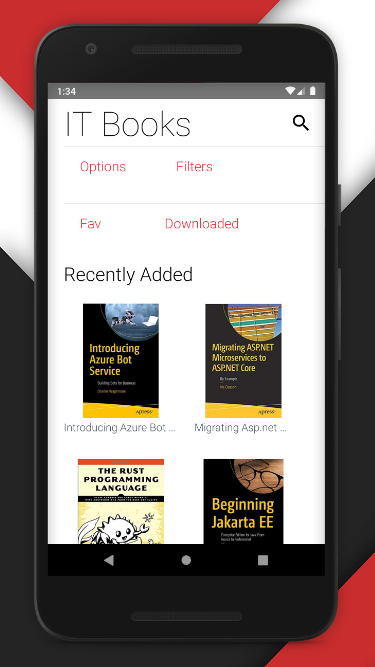 1:34
IT Books
Options Filters
Fav Downloaded
Recently Added
Introducing
Azure Bot
Service
Building Bots for Business
Charles Waghmare
Apress
Migrating ASP.NET
Microservices to
ASP.NET Core
By Example
Iris Classon
Apress
Introducing Azure Bot ...
Migrating Asp.net ...
THE RUST
PROGRAMMING
LANGUAGE
Beginning
Jakarta EE